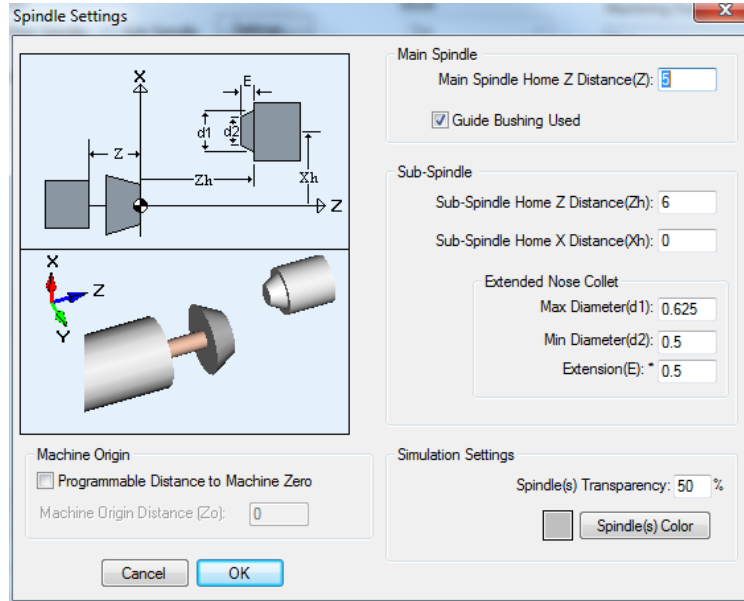 Spindle Settings
X
E
d1
d2
Z
Zh
Xh
Z
X
Z
Y
Main Spindle
Main Spindle Home Z Distance(Z): 5
Guide Bushing Used
Sub-Spindle
Sub-Spindle Home Z Distance(Zh): 6
Sub-Spindle Home X Distance(Xh): 0
Extended Nose Collet
Max Diameter(d1): 0.625
Min Diameter(d2): 0.5
Extension(E): * 0.5
Machine Origin
Programmable Distance to Machine Zero
Machine Origin Distance (Zo): 0
Simulation Settings
Spindle(s) Transparency: 50 %
Spindle(s) Color
Cancel
OK